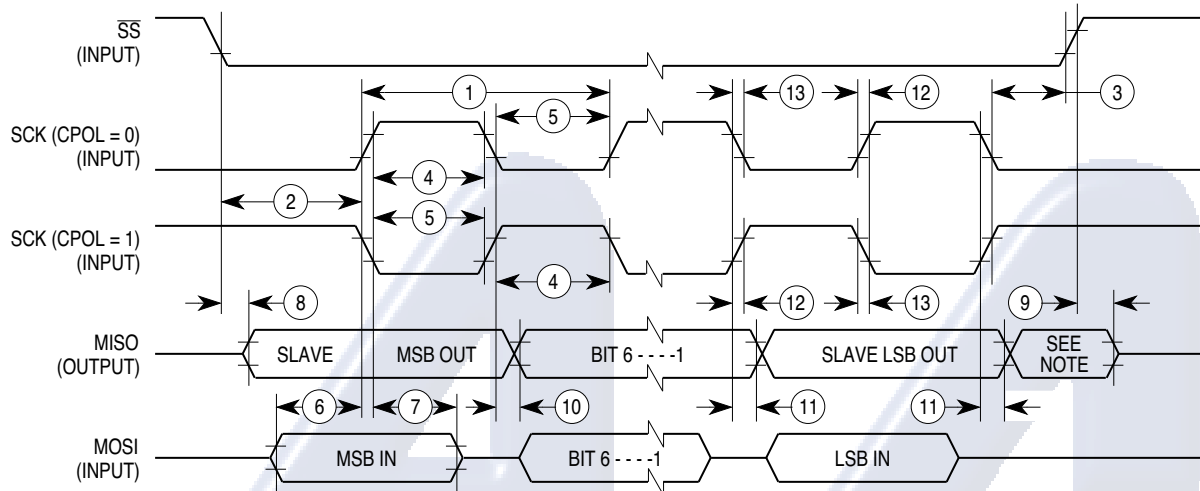 SS
(INPUT)
1
13
12
3
5
SCK (CPOL = 0)
(INPUT)
4
2
5
SCK (CPOL = 1)
(INPUT)
4
8
12
13
9
MISO
(OUTPUT)
SLAVE
MSB OUT
BIT 6 - - - - 1
SLAVE LSB OUT
SEE
NOTE
6
7
10
11
11
MOSI
(INPUT)
MSB IN
BIT 6 - - - - 1
LSB IN